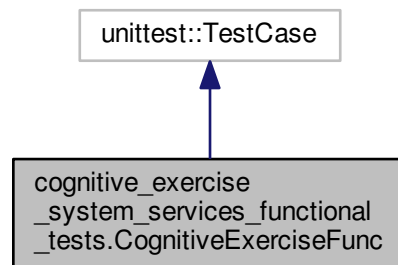 unittest::TestCase
cognitive_exercise
_system_services_functional
_tests.CognitiveExerciseFunc